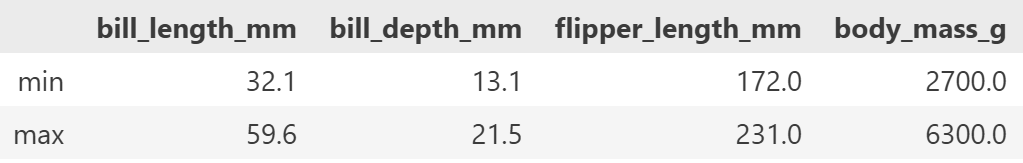 bill_length_mm bill_depth_mm flipper_length_mm body_mass_g
min 32.1 13.1 172.0 2700.0
max 59.6 21.5 231.0 6300.0